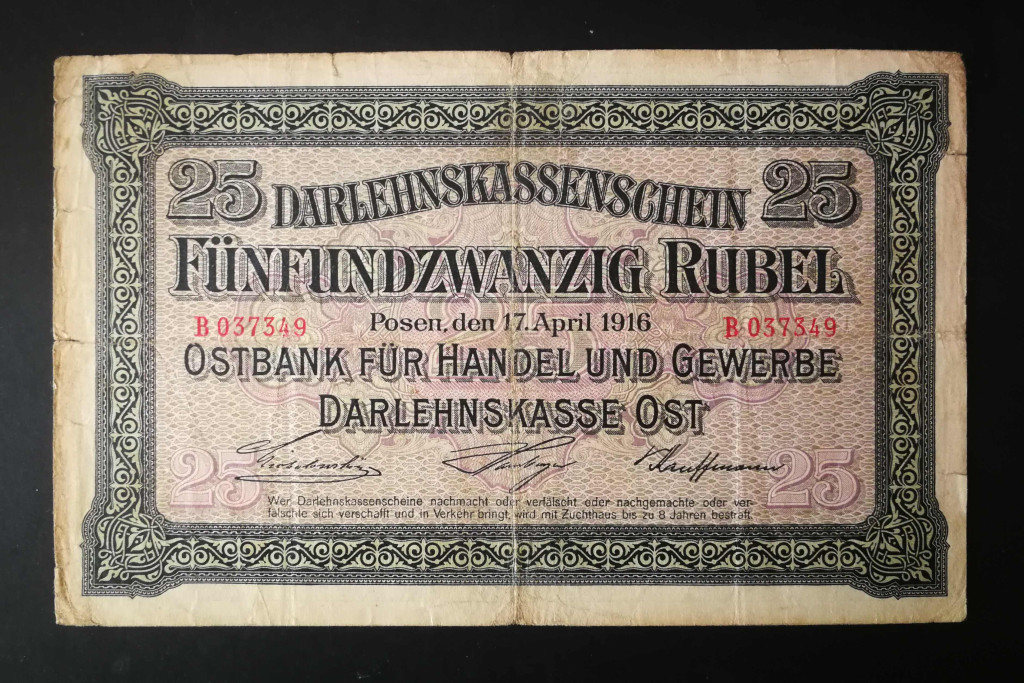 25 DARLEHNSKASSENSCHEIN 25
FÜNFUNDZWANZIG RUBEL
B 037349 Posen, den 17. April 1916 B 037349
OSTBANK FÜR HANDEL UND GEWERBE
DARLEHNSKASSE OST
25 Kauffmann 25
Wer Darlehnskassenscheine nachmacht oder verfälscht oder nachgemachte oder ver-
fälschte sich verschafft und in Verkehr bringt, wird mit Zuchthaus bis zu 8 Jahren bestraft.